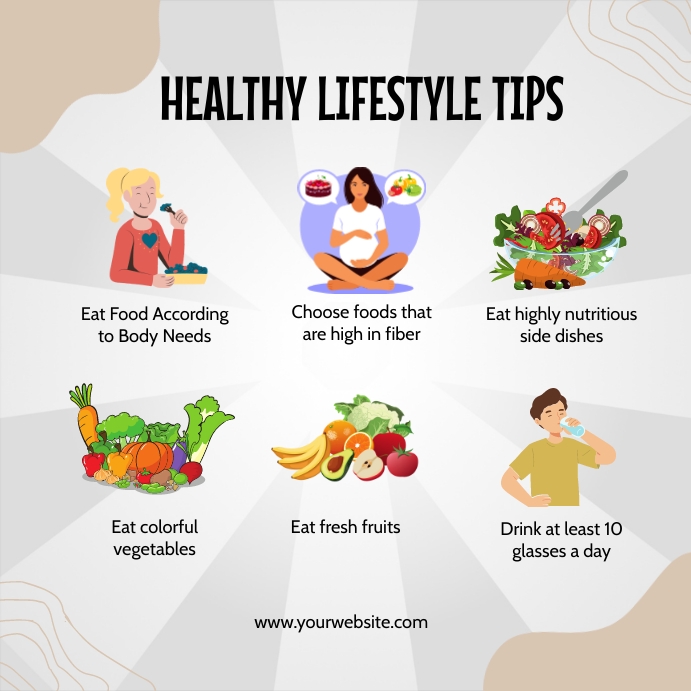 HEALTHY LIFESTYLE TIPS
Eat Food According
to Body Needs
Choose foods that
are high in fiber
Eat highly nutritious
side dishes
Eat colorful
vegetables
Eat fresh fruits
Drink at least 10
glasses a day
www.yourwebsite.com